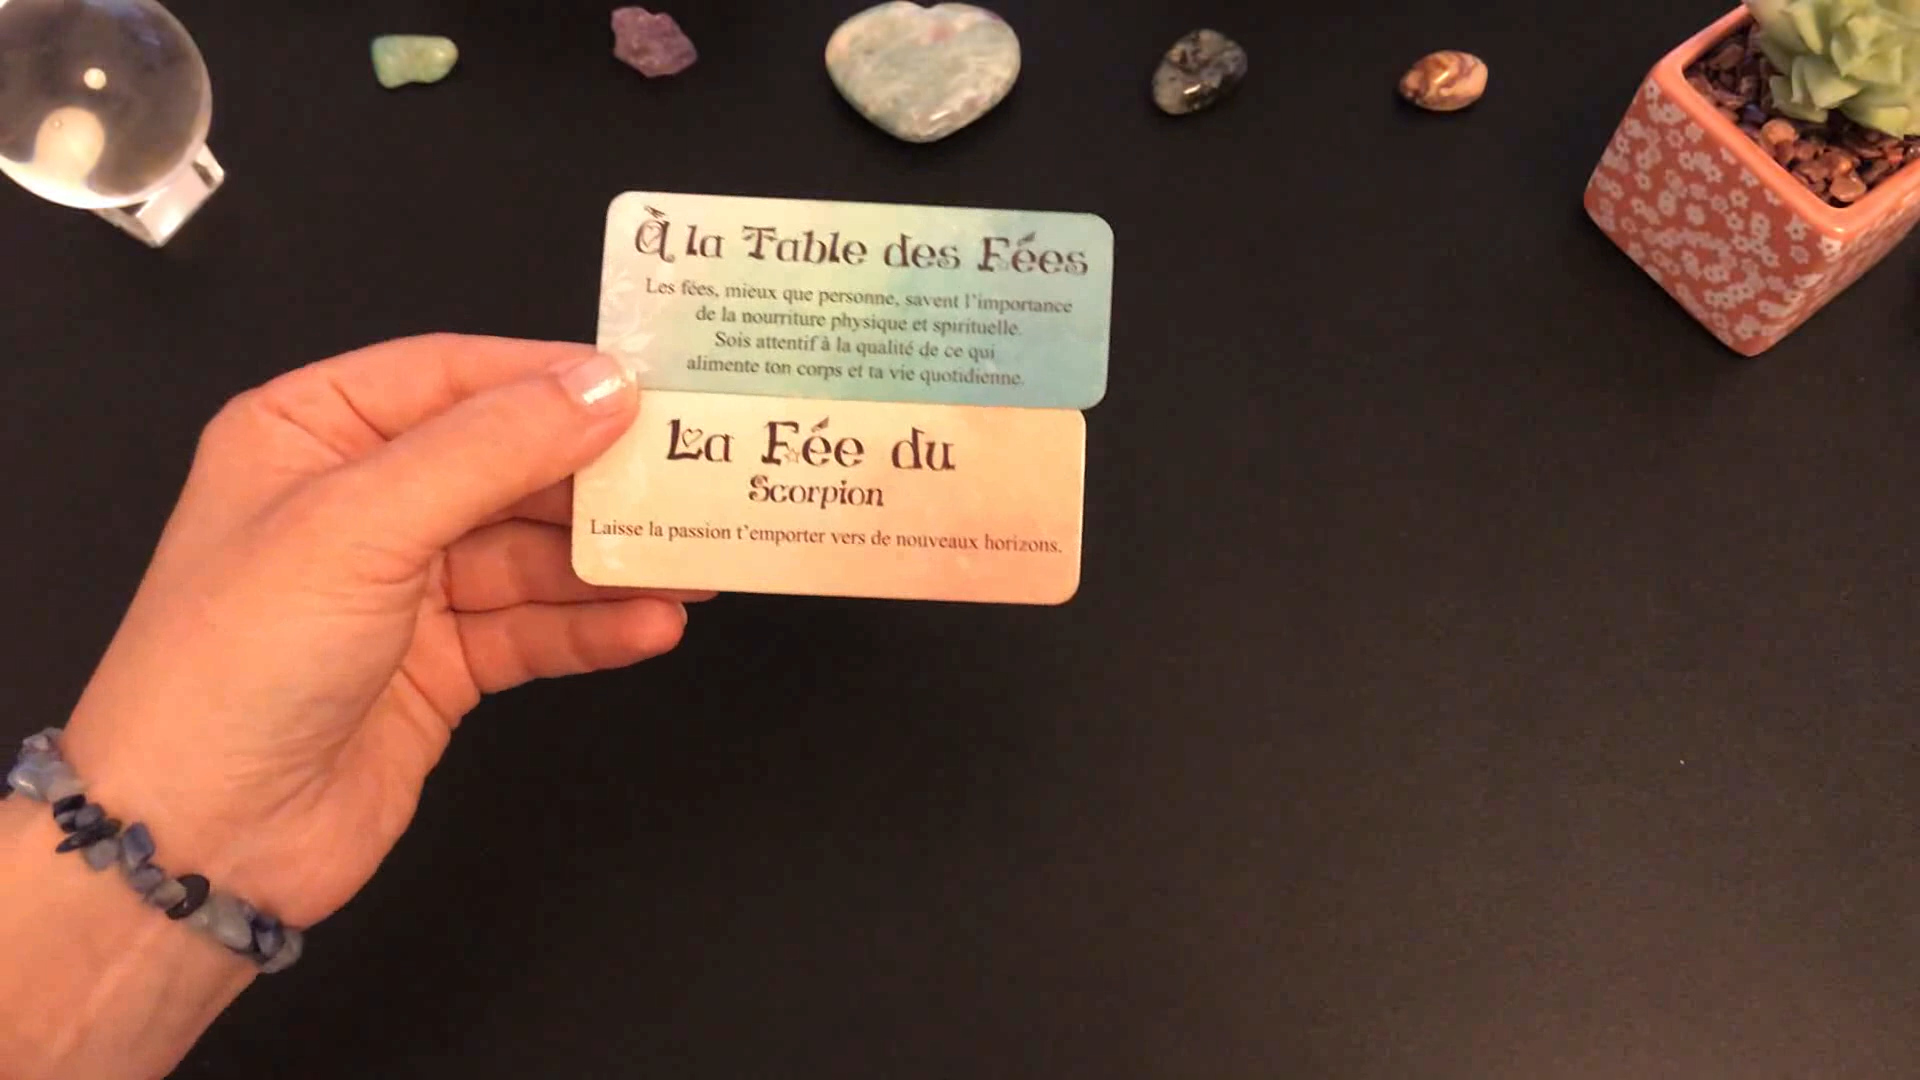 À la Table des Fées
Les fées, mieux que personne, savent l'importance
de la nourriture physique et spirituelle.
Sois attentif à la qualité de ce qui
alimente ton corps et ta vie quotidienne.
La Fée du
Scorpion
Laisse la passion t'emporter vers de nouveaux horizons.